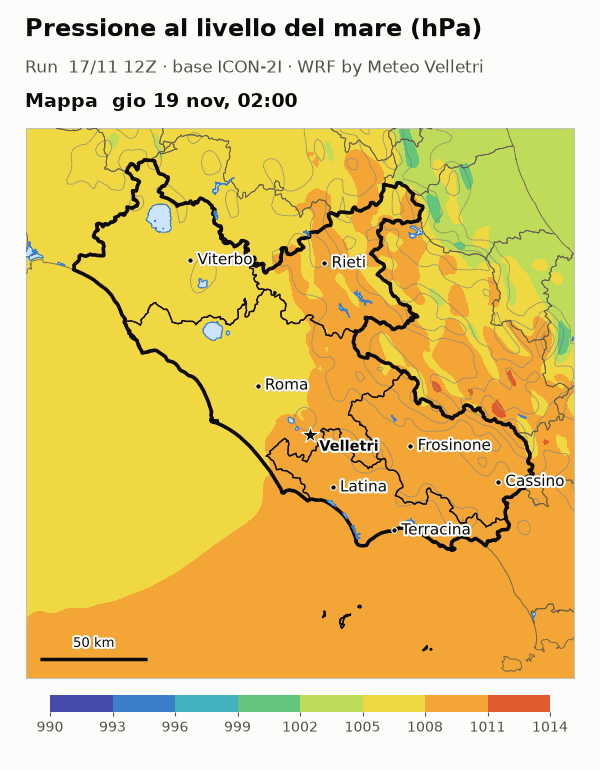 Pressione al livello del mare (hPa)
Run  17/11 12Z · base ICON-2I · WRF by Meteo Velletri
Mappa  gio 19 nov, 02:00
Viterbo
Rieti
Roma
Velletri
Frosinone
Latina
Cassino
Terracina
50 km
990 993 996 999 1002 1005 1008 1011 1014